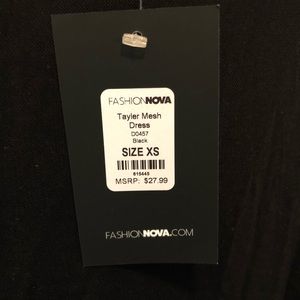 FASHIONNOVA
Tayler Mesh
Dress
D0457
Black
SIZE XS
615445
MSRP: $27.99
FASHIONNOVA.COM